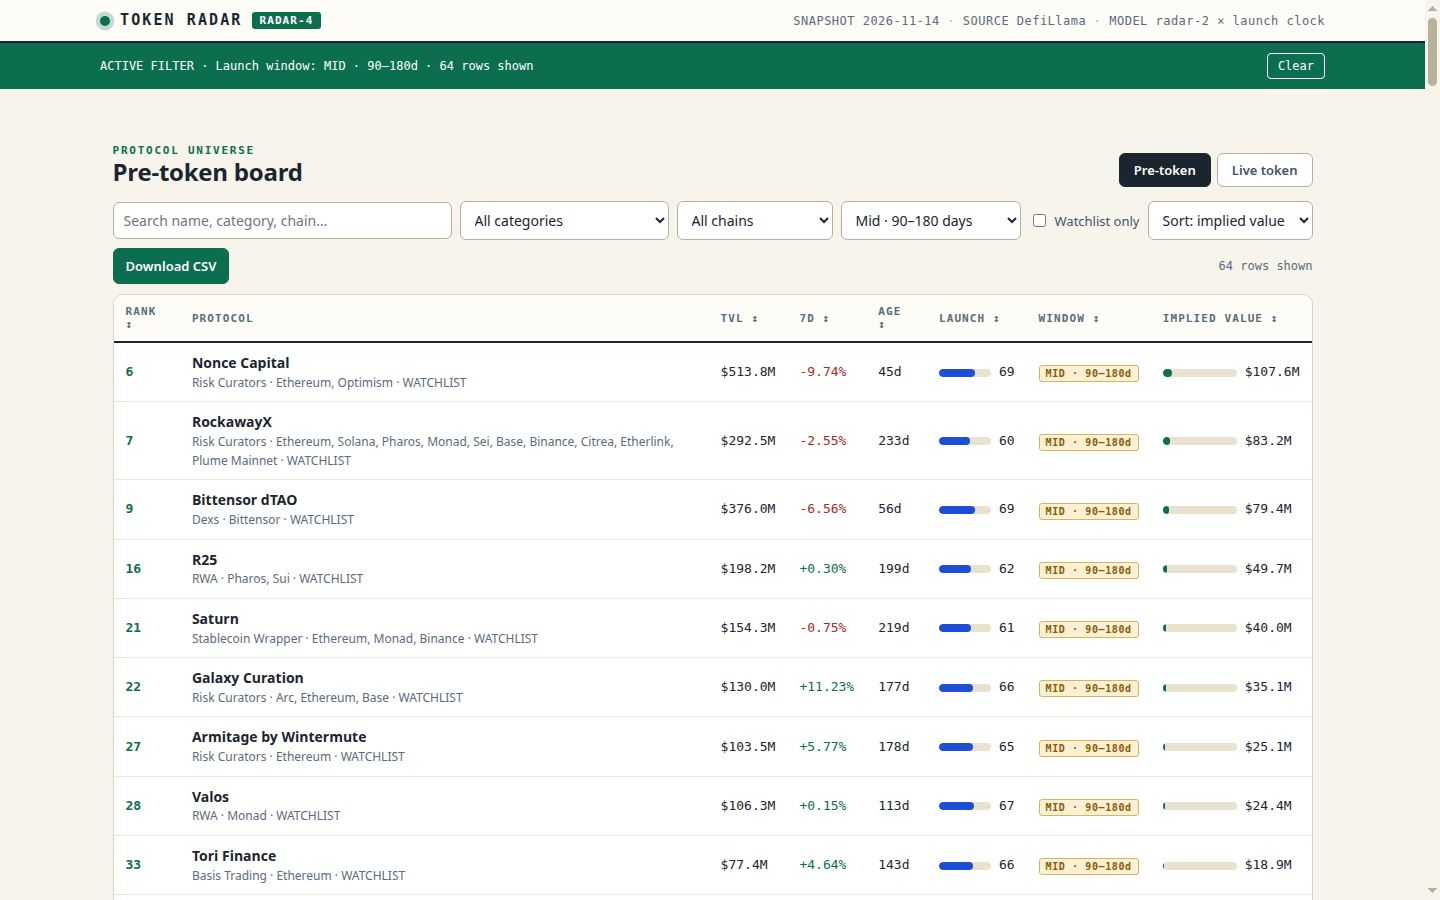 TOKEN RADAR RADAR-4
SNAPSHOT 2026-11-14 · SOURCE DefiLlama · MODEL radar-2 × launch clock
ACTIVE FILTER · Launch window: MID · 90–180d · 64 rows shown
Clear
PROTOCOL UNIVERSE
Pre-token board
Pre-token
Live token
Search name, category, chain...
All categories
All chains
Mid · 90–180 days
Watchlist only
Sort: implied value
Download CSV
64 rows shown
RANK ↕ PROTOCOL TVL ↕ 7D ↕ AGE ↕ LAUNCH ↕ WINDOW ↕ IMPLIED VALUE ↕
6 Nonce Capital $513.8M -9.74% 45d 69 MID · 90–180d $107.6M
Risk Curators · Ethereum, Optimism · WATCHLIST
7 RockawayX $292.5M -2.55% 233d 60 MID · 90–180d $83.2M
Risk Curators · Ethereum, Solana, Pharos, Monad, Sei, Base, Binance, Citrea, Etherlink,
Plume Mainnet · WATCHLIST
9 Bittensor dTAO $376.0M -6.56% 56d 69 MID · 90–180d $79.4M
Dexs · Bittensor · WATCHLIST
16 R25 $198.2M +0.30% 199d 62 MID · 90–180d $49.7M
RWA · Pharos, Sui · WATCHLIST
21 Saturn $154.3M -0.75% 219d 61 MID · 90–180d $40.0M
Stablecoin Wrapper · Ethereum, Monad, Binance · WATCHLIST
22 Galaxy Curation $130.0M +11.23% 177d 66 MID · 90–180d $35.1M
Risk Curators · Arc, Ethereum, Base · WATCHLIST
27 Armitage by Wintermute $103.5M +5.77% 178d 65 MID · 90–180d $25.1M
Risk Curators · Ethereum · WATCHLIST
28 Valos $106.3M +0.15% 113d 67 MID · 90–180d $24.4M
RWA · Monad · WATCHLIST
33 Tori Finance $77.4M +4.64% 143d 66 MID · 90–180d $18.9M
Basis Trading · Ethereum · WATCHLIST